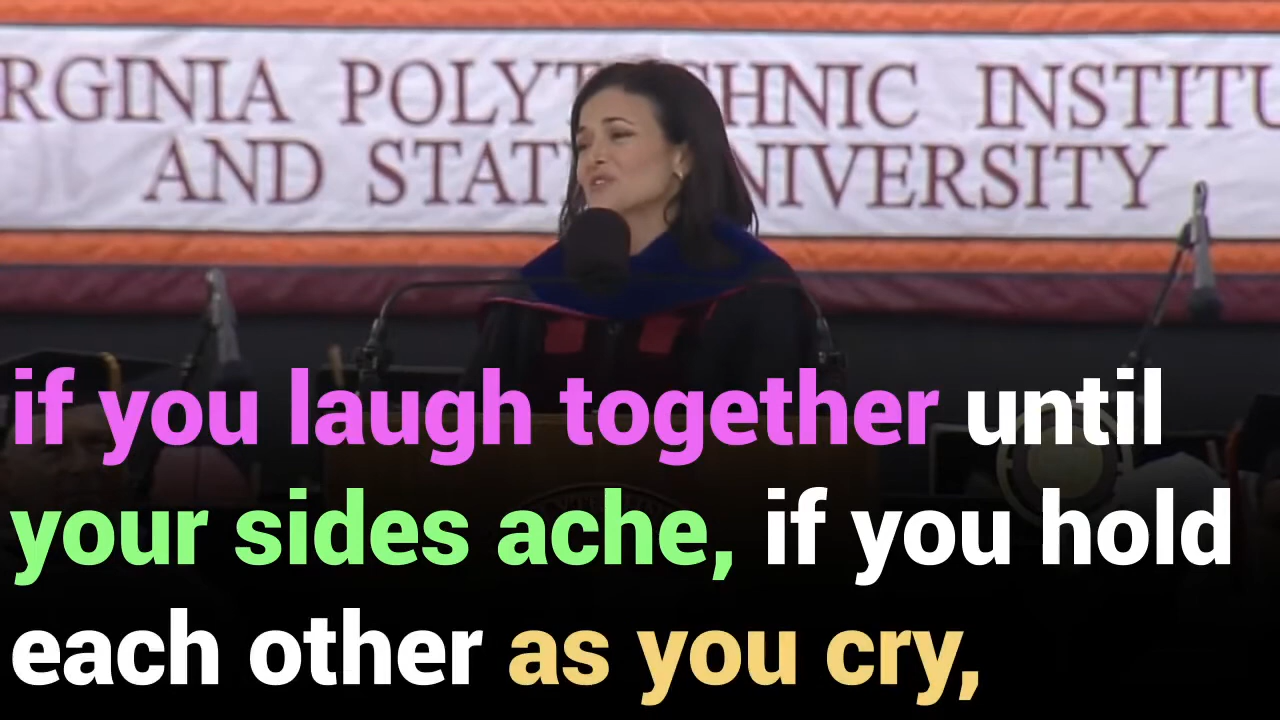 RGINIA POLYT CHNIC INSTITU
AND STAT NIVERSITY
if you laugh together until
your sides ache, if you hold
each other as you cry,